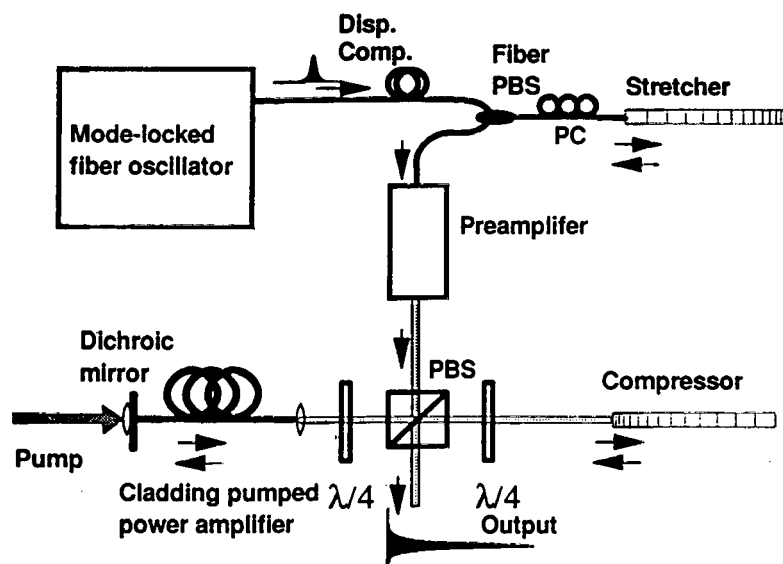 Disp.
Comp.
Fiber
PBS
Stretcher
Mode-locked
fiber oscillator
PC
Preamplifer
Dichroic
mirror
PBS
Compressor
Pump
Cladding pumped
power amplifier
λ/4
λ/4
Output